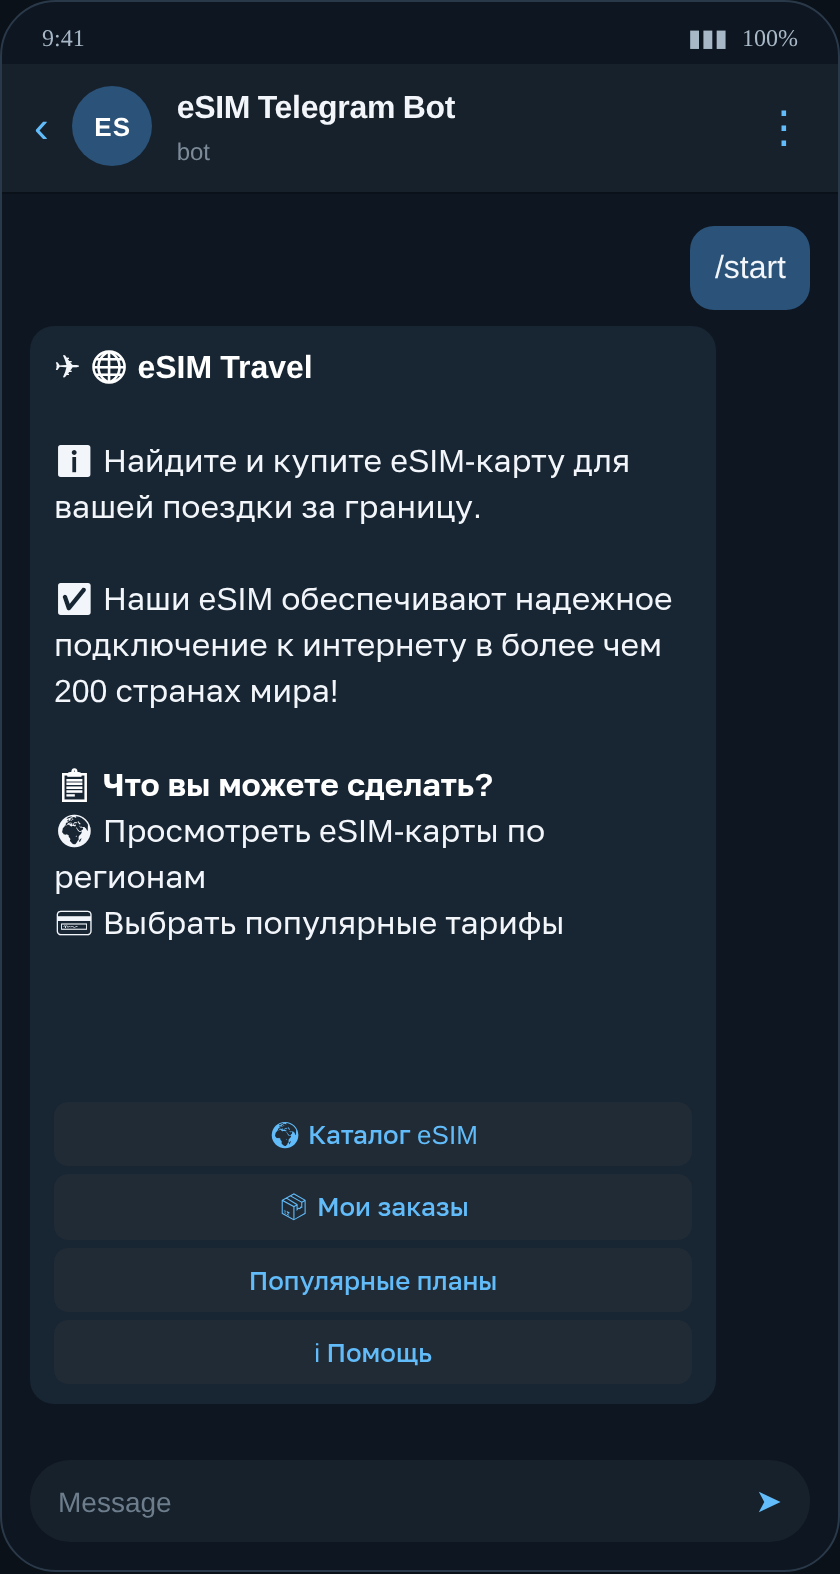 9:41
100%
ES
eSIM Telegram Bot
bot
/start
✈ 🌐 eSIM Travel
ℹ️ Найдите и купите eSIM-карту для
вашей поездки за границу.
✅ Наши eSIM обеспечивают надежное
подключение к интернету в более чем
200 странах мира!
📋 Что вы можете сделать?
🌍 Просмотреть eSIM-карты по
регионам
💳 Выбрать популярные тарифы
🌍 Каталог eSIM
📦 Мои заказы
Популярные планы
i Помощь
Message